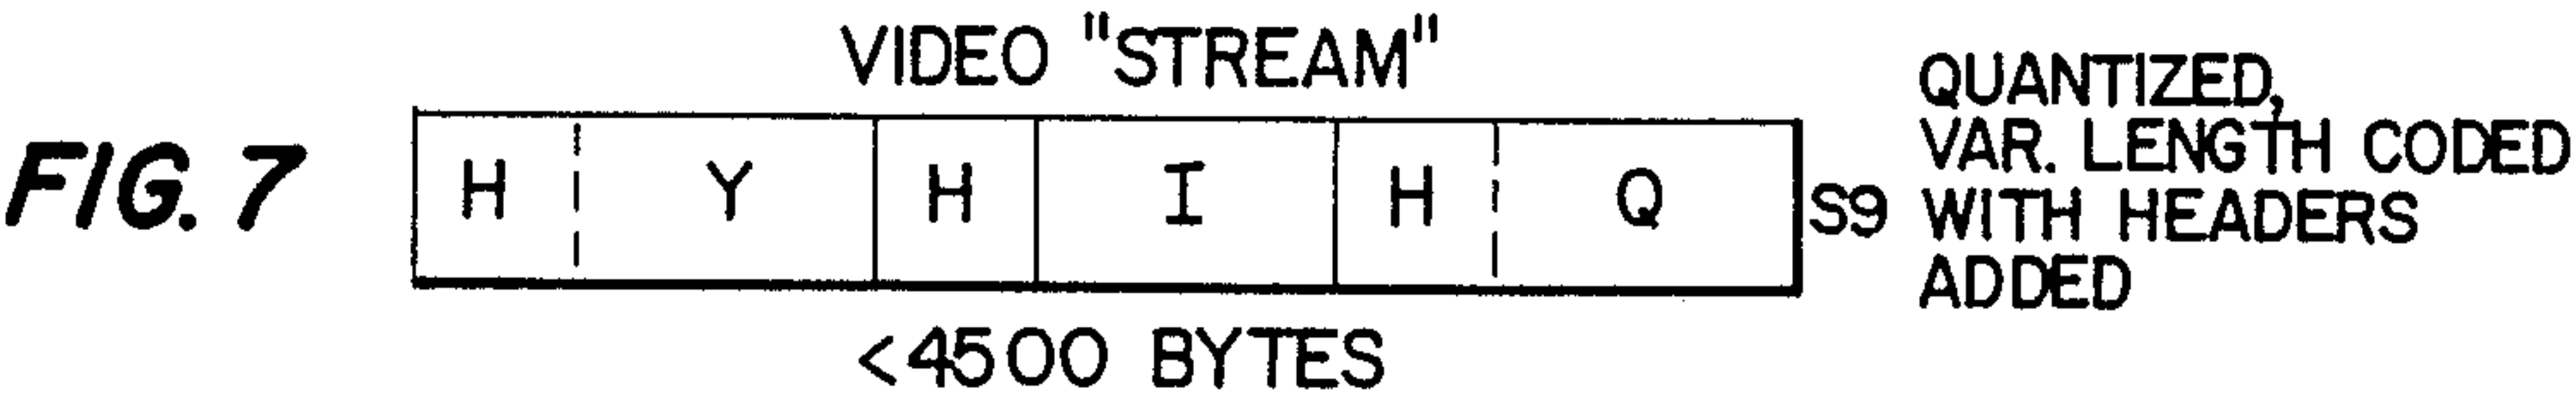 VIDEO "STREAM"
FIG. 7
H Y H I H Q
S9
QUANTIZED,
VAR. LENGTH CODED
WITH HEADERS
ADDED
<4500 BYTES